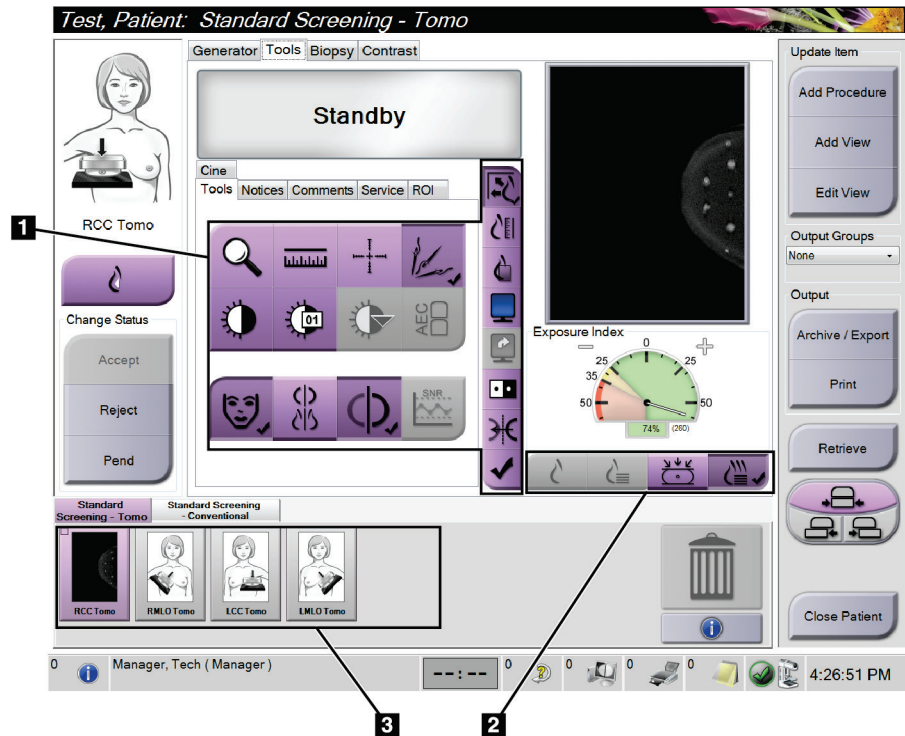 Test, Patient: Standard Screening - Tomo
Generator Tools Biopsy Contrast
Update Item
Add Procedure
Add View
Edit View
Standby
Cine
Tools Notices Comments Service ROI
RCC Tomo
1
01
AEC
SNR
Change Status
Accept
Reject
Pend
Output Groups
None
Output
Archive / Export
Print
Retrieve
Close Patient
Exposure Index
0
25 25
35
50 50
74% (280)
Standard
Screening - Tomo
Standard Screening
- Conventional
RCC Tomo RMLO Tomo LCC Tomo LMLO Tomo
0 Manager, Tech ( Manager ) --:-- 0 0 0 0 4:26:51 PM
3 2